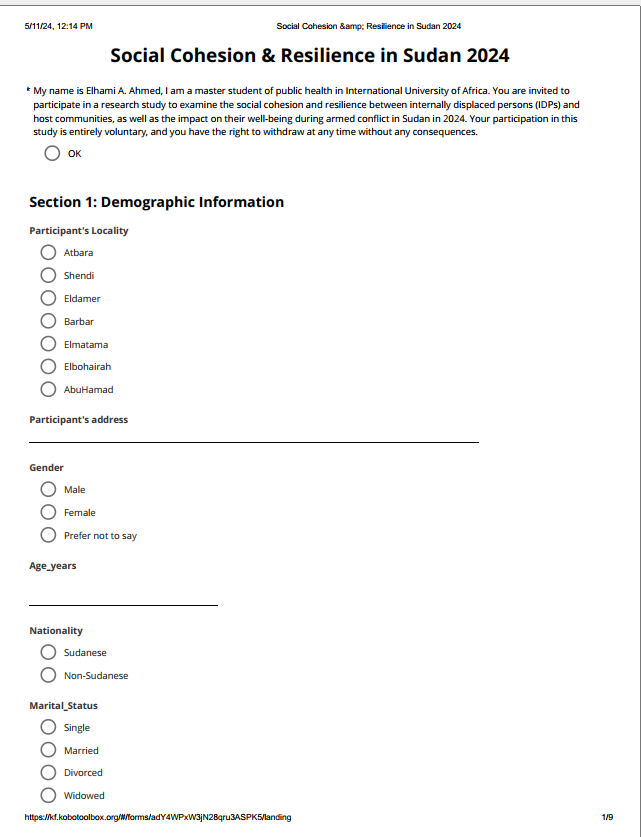 5/11/24, 12:14 PM
Social Cohesion &amp; Resilience in Sudan 2024
Social Cohesion & Resilience in Sudan 2024
* My name is Elhami A. Ahmed, I am a master student of public health in International University of Africa. You are invited to
participate in a research study to examine the social cohesion and resilience between internally displaced persons (IDPs) and
host communities, as well as the impact on their well-being during armed conflict in Sudan in 2024. Your participation in this
study is entirely voluntary, and you have the right to withdraw at any time without any consequences.
OK
Section 1: Demographic Information
Participant's Locality
Atbara
Shendi
Eldamer
Barbar
Elmatama
Elbohairah
AbuHamad
Participant's address
Gender
Male
Female
Prefer not to say
Age_years
Nationality
Sudanese
Non-Sudanese
Marital_Status
Single
Married
Divorced
Widowed
https://kf.kobotoolbox.org/#/forms/adY4WPxW3jN28qru3ASPK5/landing
1/9